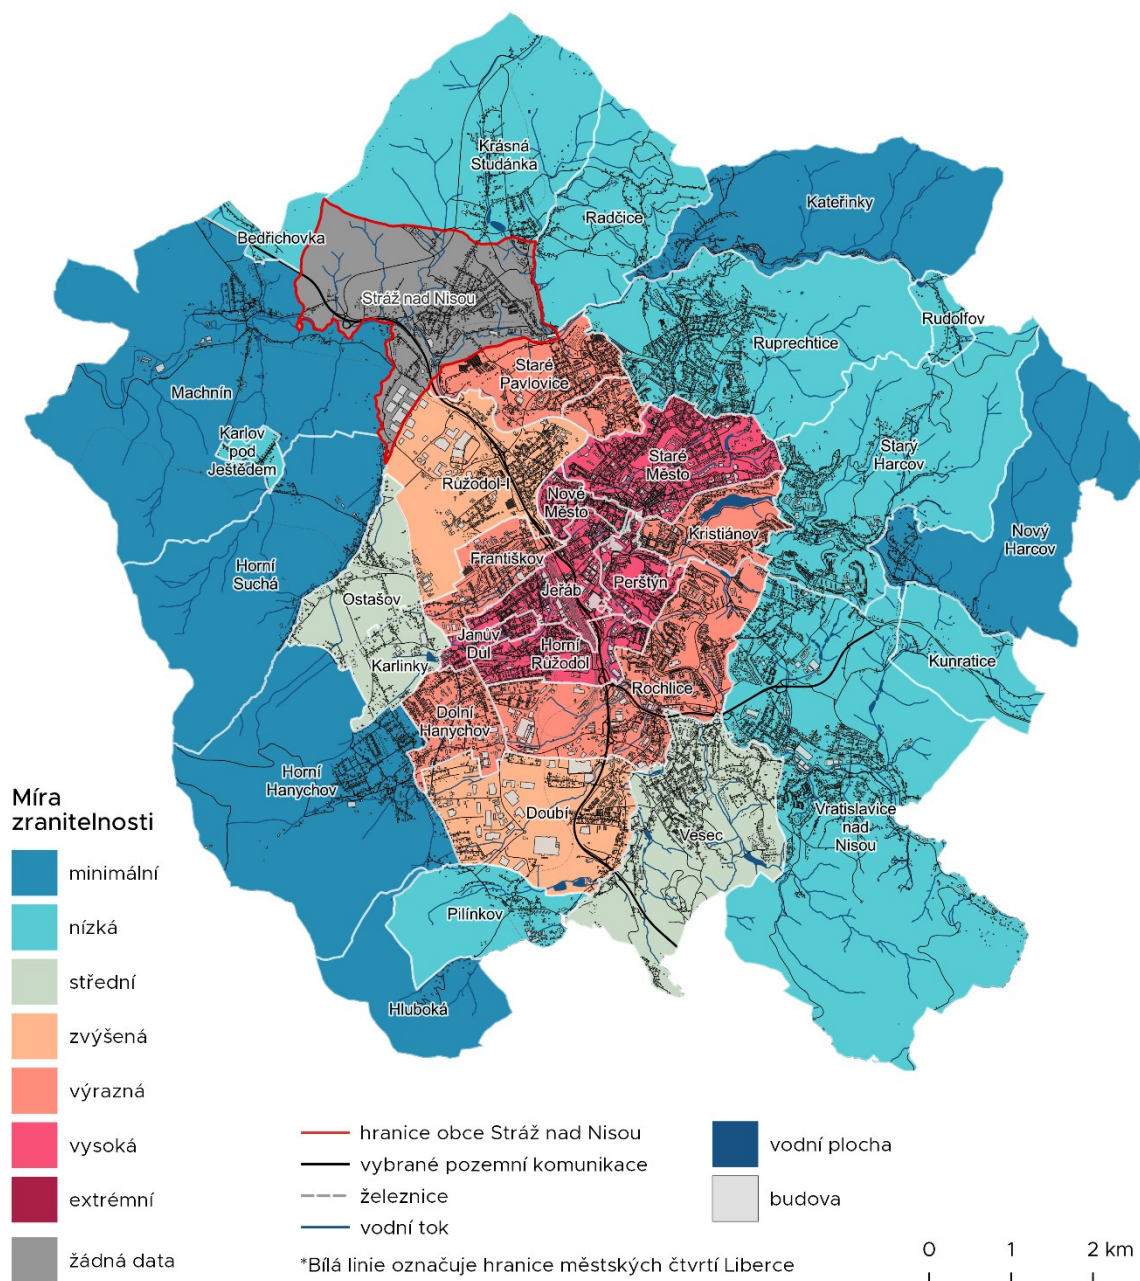 Krásná
Studánka
Kateřinky
Radčice
Bedřichovka
Stráž nad Nisou
Rudolfov
Ruprechtice
Staré
Pavlovice
Machnín
Karlov
pod
Ještědem
Starý
Harcov
Staré
Město
Růžodol-I
Nové
Město
Nový
Harcov
Kristiánov
Františkov
Horní
Suchá
Perštýn
Jeřáb
Ostašov
Janův
Důl
Horní
Růžodol
Karlinky
Kunratice
Rochlice
Dolní
Hanychov
Horní
Hanychov
Doubí
Vesec
Vratislavice
nad
Nisou
Pilínkov
Hluboká
Míra
zranitelnosti
minimální
nízká
střední
zvýšená
výrazná
vysoká
extrémní
žádná data
hranice obce Stráž nad Nisou
vybrané pozemní komunikace
železnice
vodní tok
*Bílá linie označuje hranice městských čtvrtí Liberce
vodní plocha
budova
0 1 2 km